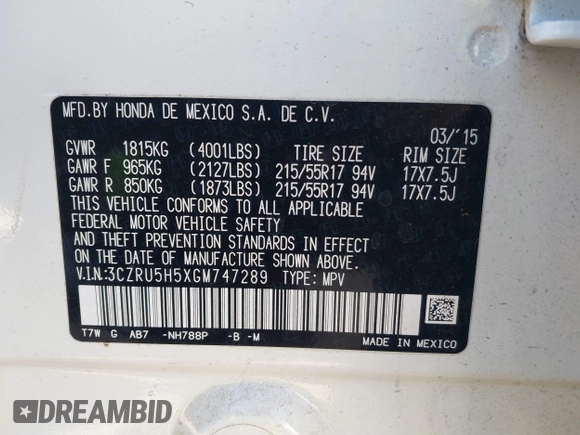 MFD.BY HONDA DE MEXICO S.A. DE C.V.
03/'15
GVWR 1815KG (4001LBS) TIRE SIZE RIM SIZE
GAWR F 965KG (2127LBS) 215/55R17 94V 17X7.5J
GAWR R 850KG (1873LBS) 215/55R17 94V 17X7.5J
THIS VEHICLE CONFORMS TO ALL APPLICABLE
FEDERAL MOTOR VEHICLE SAFETY
AND THEFT PREVENTION STANDARDS IN EFFECT
ON THE DATE OF MANUFACTURE SHOWN ABOVE.
V.I.N.:3CZRU5H5XGM747289 TYPE: MPV
T7W G AB7 -NH788P -B -M
MADE IN MEXICO
DREAMBID